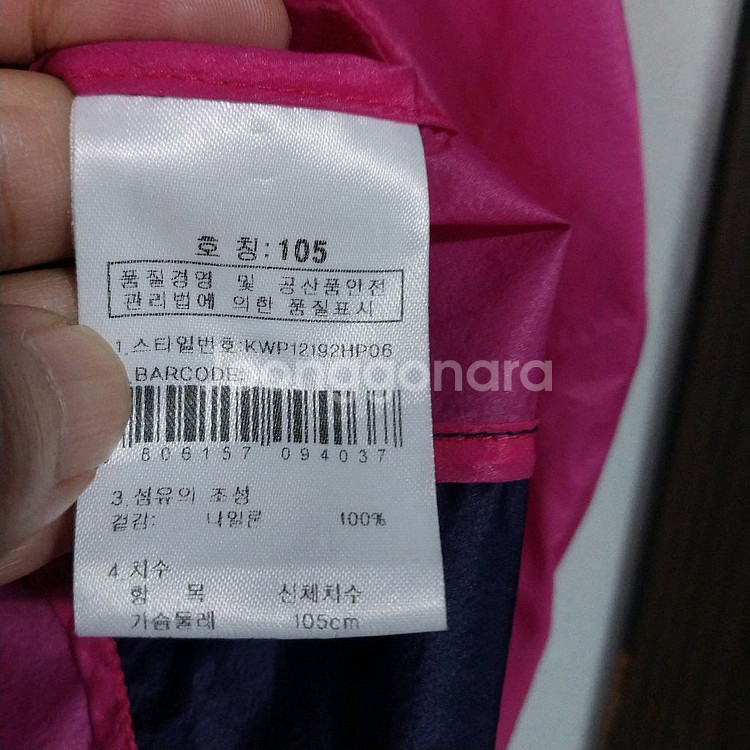 호 칭: 105
품질경영 및 공산품안전
관리법에 의한 품질표시
1.스타일번호:KWP12192HP06
.BARCODE:
806157 094037
3.섬유의 조성
겉감: 나일론 100%
4.치수
항 목 신체치수
가슴둘레 105cm